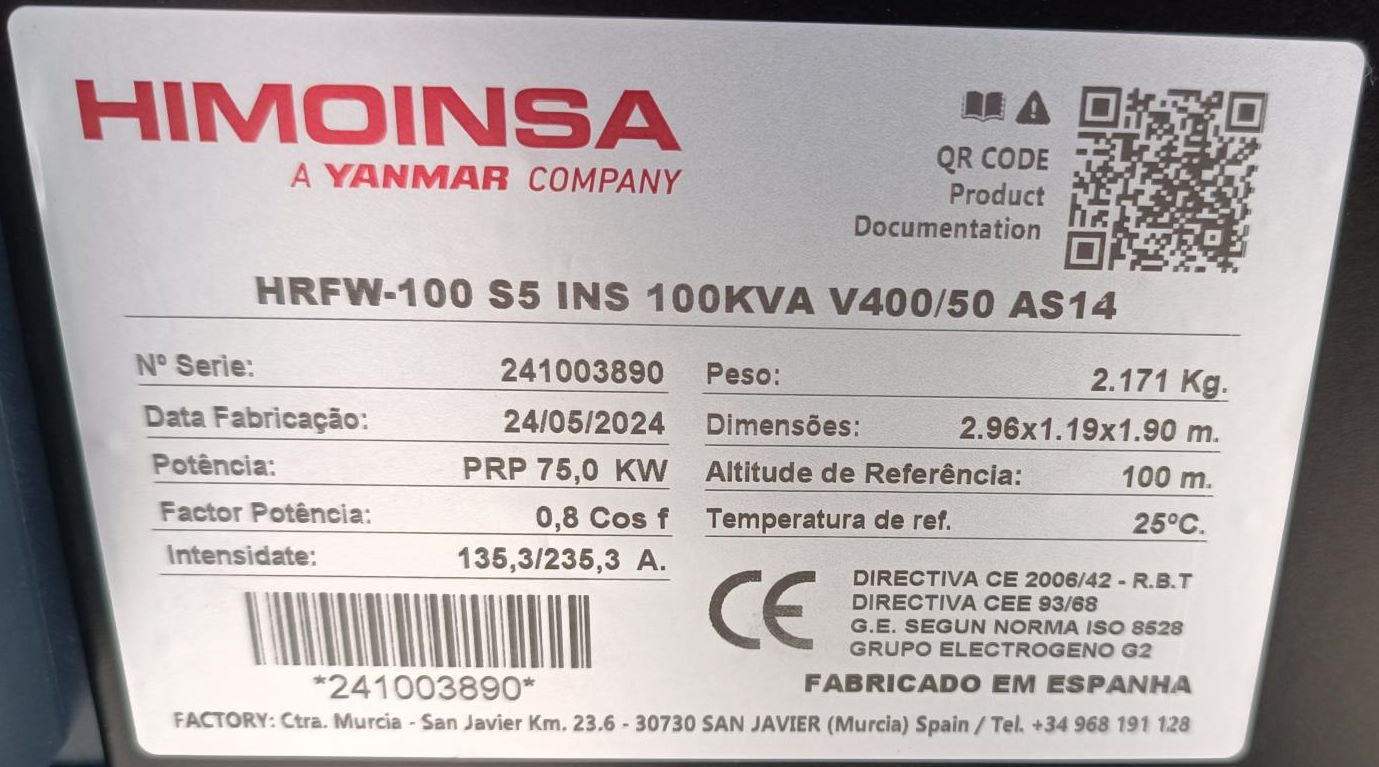 HIMOINSA
A YANMAR COMPANY
QR CODE
Product
Documentation
HRFW-100 S5 INS 100KVA V400/50 AS14
Nº Serie: 241003890
Data Fabricação: 24/05/2024
Potência: PRP 75,0 KW
Factor Potência: 0,8 Cos f
Intensidate: 135,3/235,3 A.
Peso: 2.171 Kg.
Dimensões: 2.96x1.19x1.90 m.
Altitude de Referência: 100 m.
Temperatura de ref. 25ºC.
*241003890*
CE
DIRECTIVA CE 2006/42 - R.B.T
DIRECTIVA CEE 93/68
G.E. SEGUN NORMA ISO 8528
GRUPO ELECTROGENO G2
FABRICADO EM ESPANHA
FACTORY: Ctra. Murcia - San Javier Km. 23.6 - 30730 SAN JAVIER (Murcia) Spain / Tel. +34 968 191 128